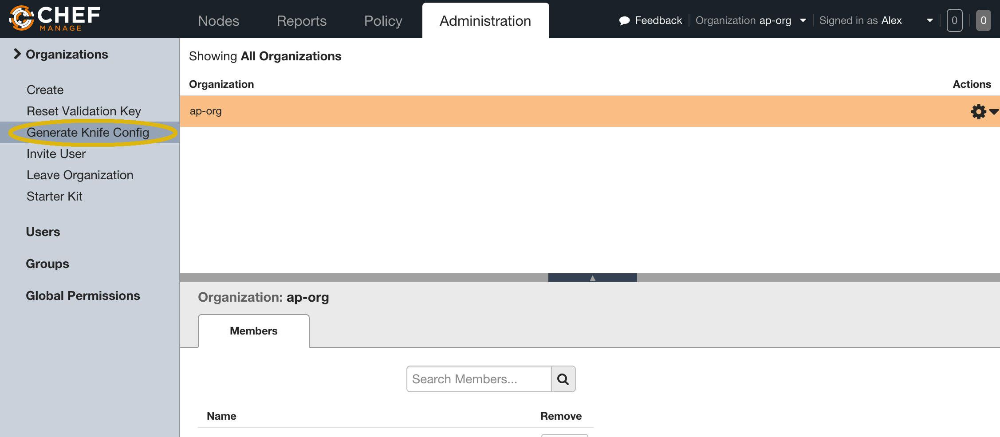 CHEF
MANAGE
Nodes Reports Policy Administration Feedback Organization ap-org Signed in as Alex 0 0
Organizations
Create
Reset Validation Key
Generate Knife Config
Invite User
Leave Organization
Starter Kit
Users
Groups
Global Permissions
Showing All Organizations
Organization Actions
ap-org
Organization: ap-org
Members
Search Members...
Name Remove